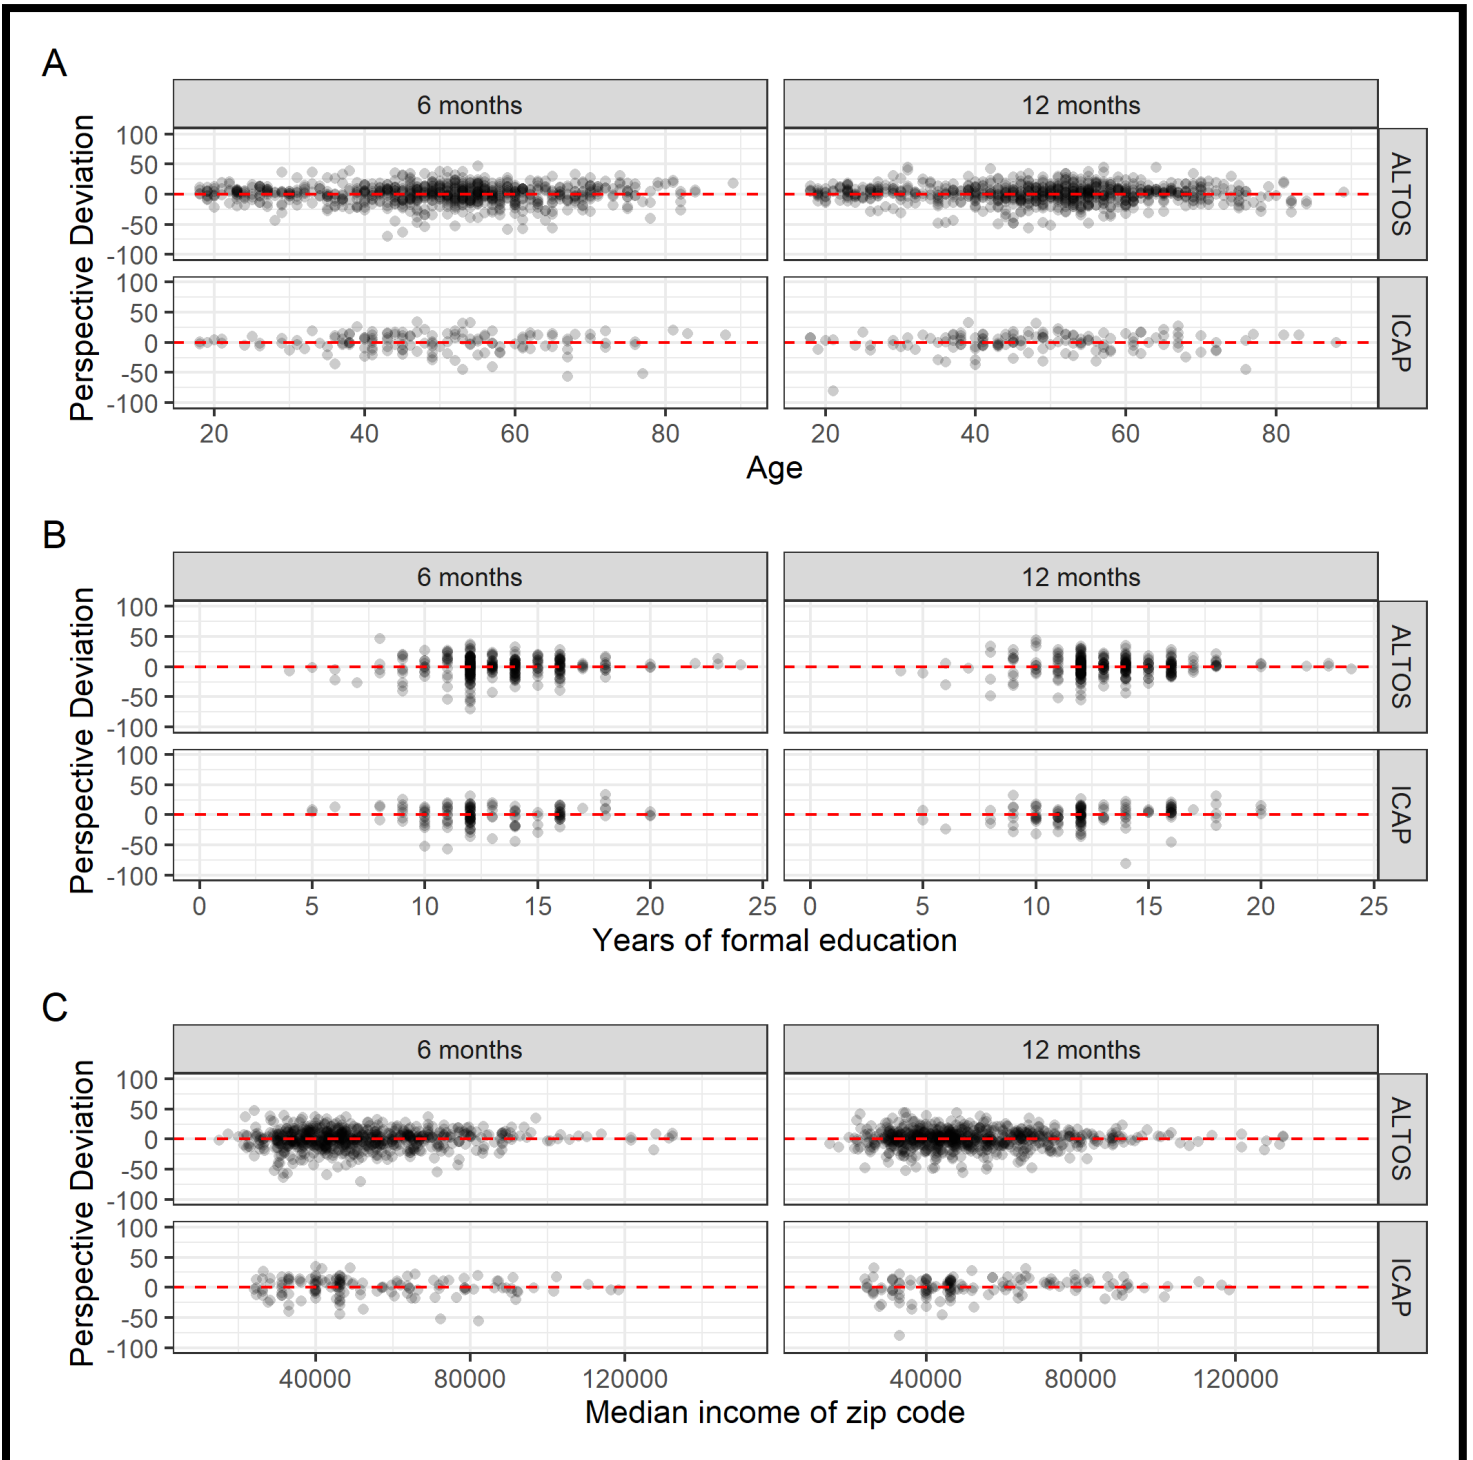 A
6 months 12 months
Perspective Deviation
100
50
0
-50
-100
ALTOS
100
50
0
-50
-100
ICAP
20 40 60 80 20 40 60 80
Age
B
6 months 12 months
Perspective Deviation
100
50
0
-50
-100
ALTOS
100
50
0
-50
-100
ICAP
0 5 10 15 20 25 0 5 10 15 20 25
Years of formal education
C
6 months 12 months
Perspective Deviation
100
50
0
-50
-100
ALTOS
100
50
0
-50
-100
ICAP
40000 80000 120000 40000 80000 120000
Median income of zip code